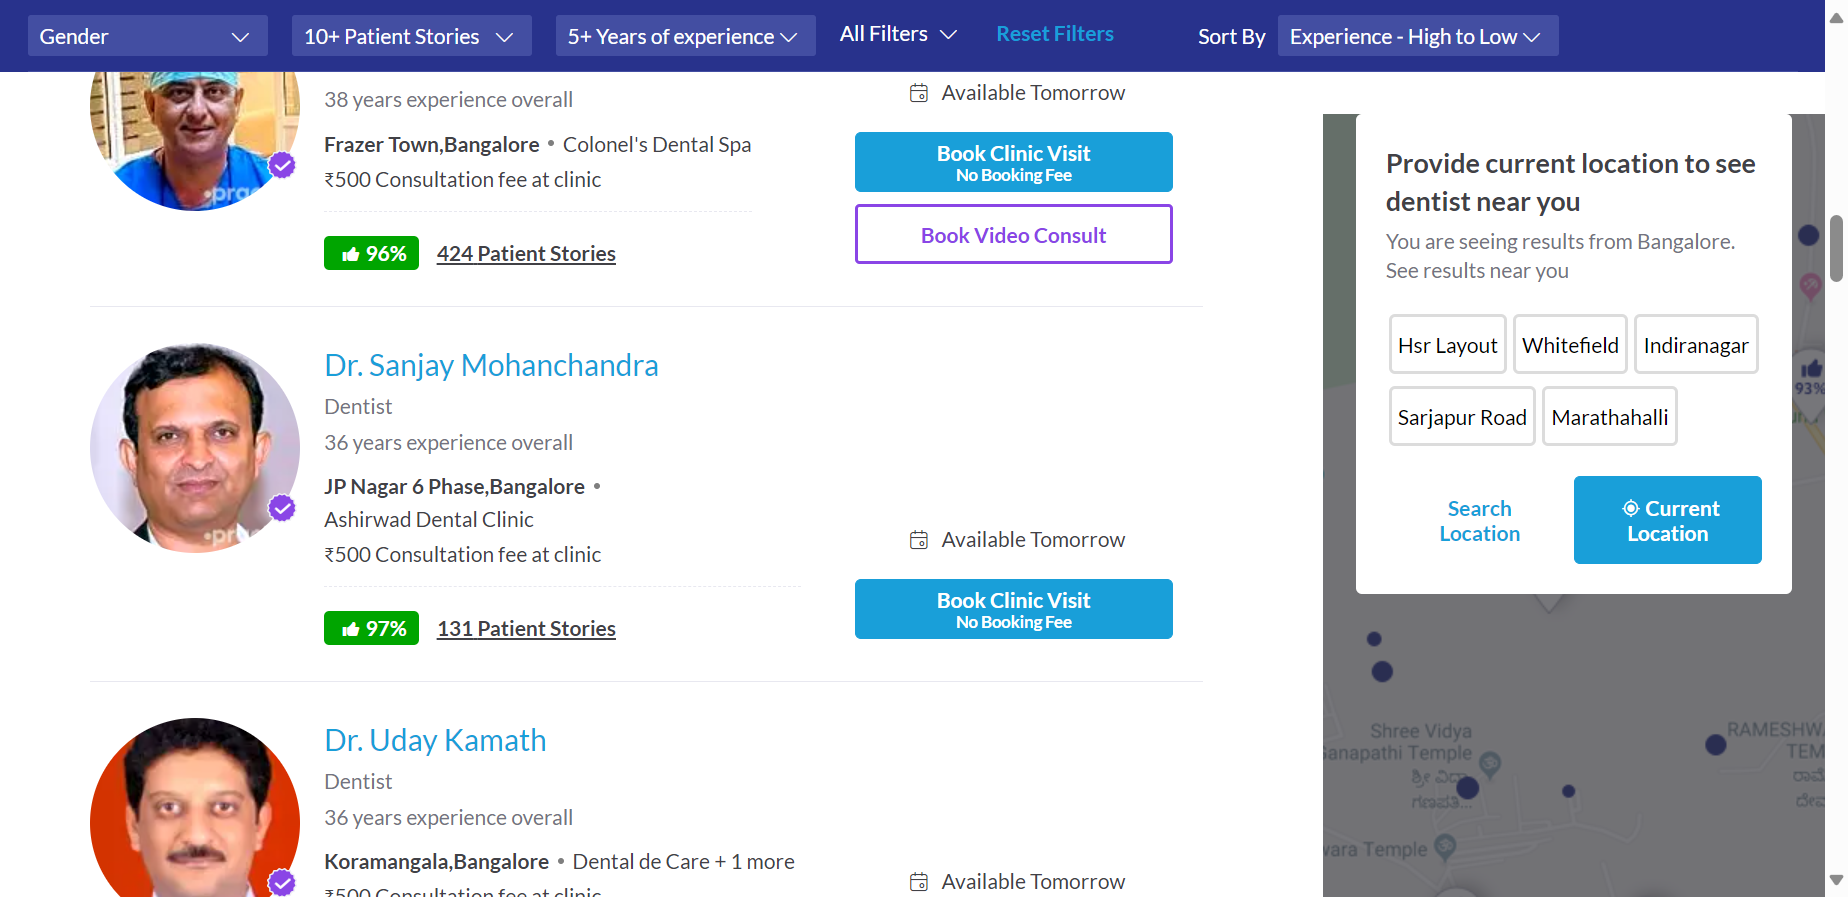 Gender
10+ Patient Stories
5+ Years of experience
All Filters
Reset Filters
Sort By
Experience - High to Low
38 years experience overall
Frazer Town,Bangalore • Colonel's Dental Spa
₹500 Consultation fee at clinic
96%
424 Patient Stories
Available Tomorrow
Book Clinic Visit
No Booking Fee
Book Video Consult
Dr. Sanjay Mohanchandra
Dentist
36 years experience overall
JP Nagar 6 Phase,Bangalore •
Ashirwad Dental Clinic
₹500 Consultation fee at clinic
97%
131 Patient Stories
Available Tomorrow
Book Clinic Visit
No Booking Fee
Dr. Uday Kamath
Dentist
36 years experience overall
Koramangala,Bangalore • Dental de Care + 1 more
₹500 Consultation fee at clinic
Available Tomorrow
Provide current location to see
dentist near you
You are seeing results from Bangalore.
See results near you
Hsr Layout
Whitefield
Indiranagar
Sarjapur Road
Marathahalli
Search
Location
Current
Location
93%
Shree Vidya
Ganapathi Temple
ಶ್ರೀ ವಿದ್ಯಾ
ಗಣಪತಿ...
Temple